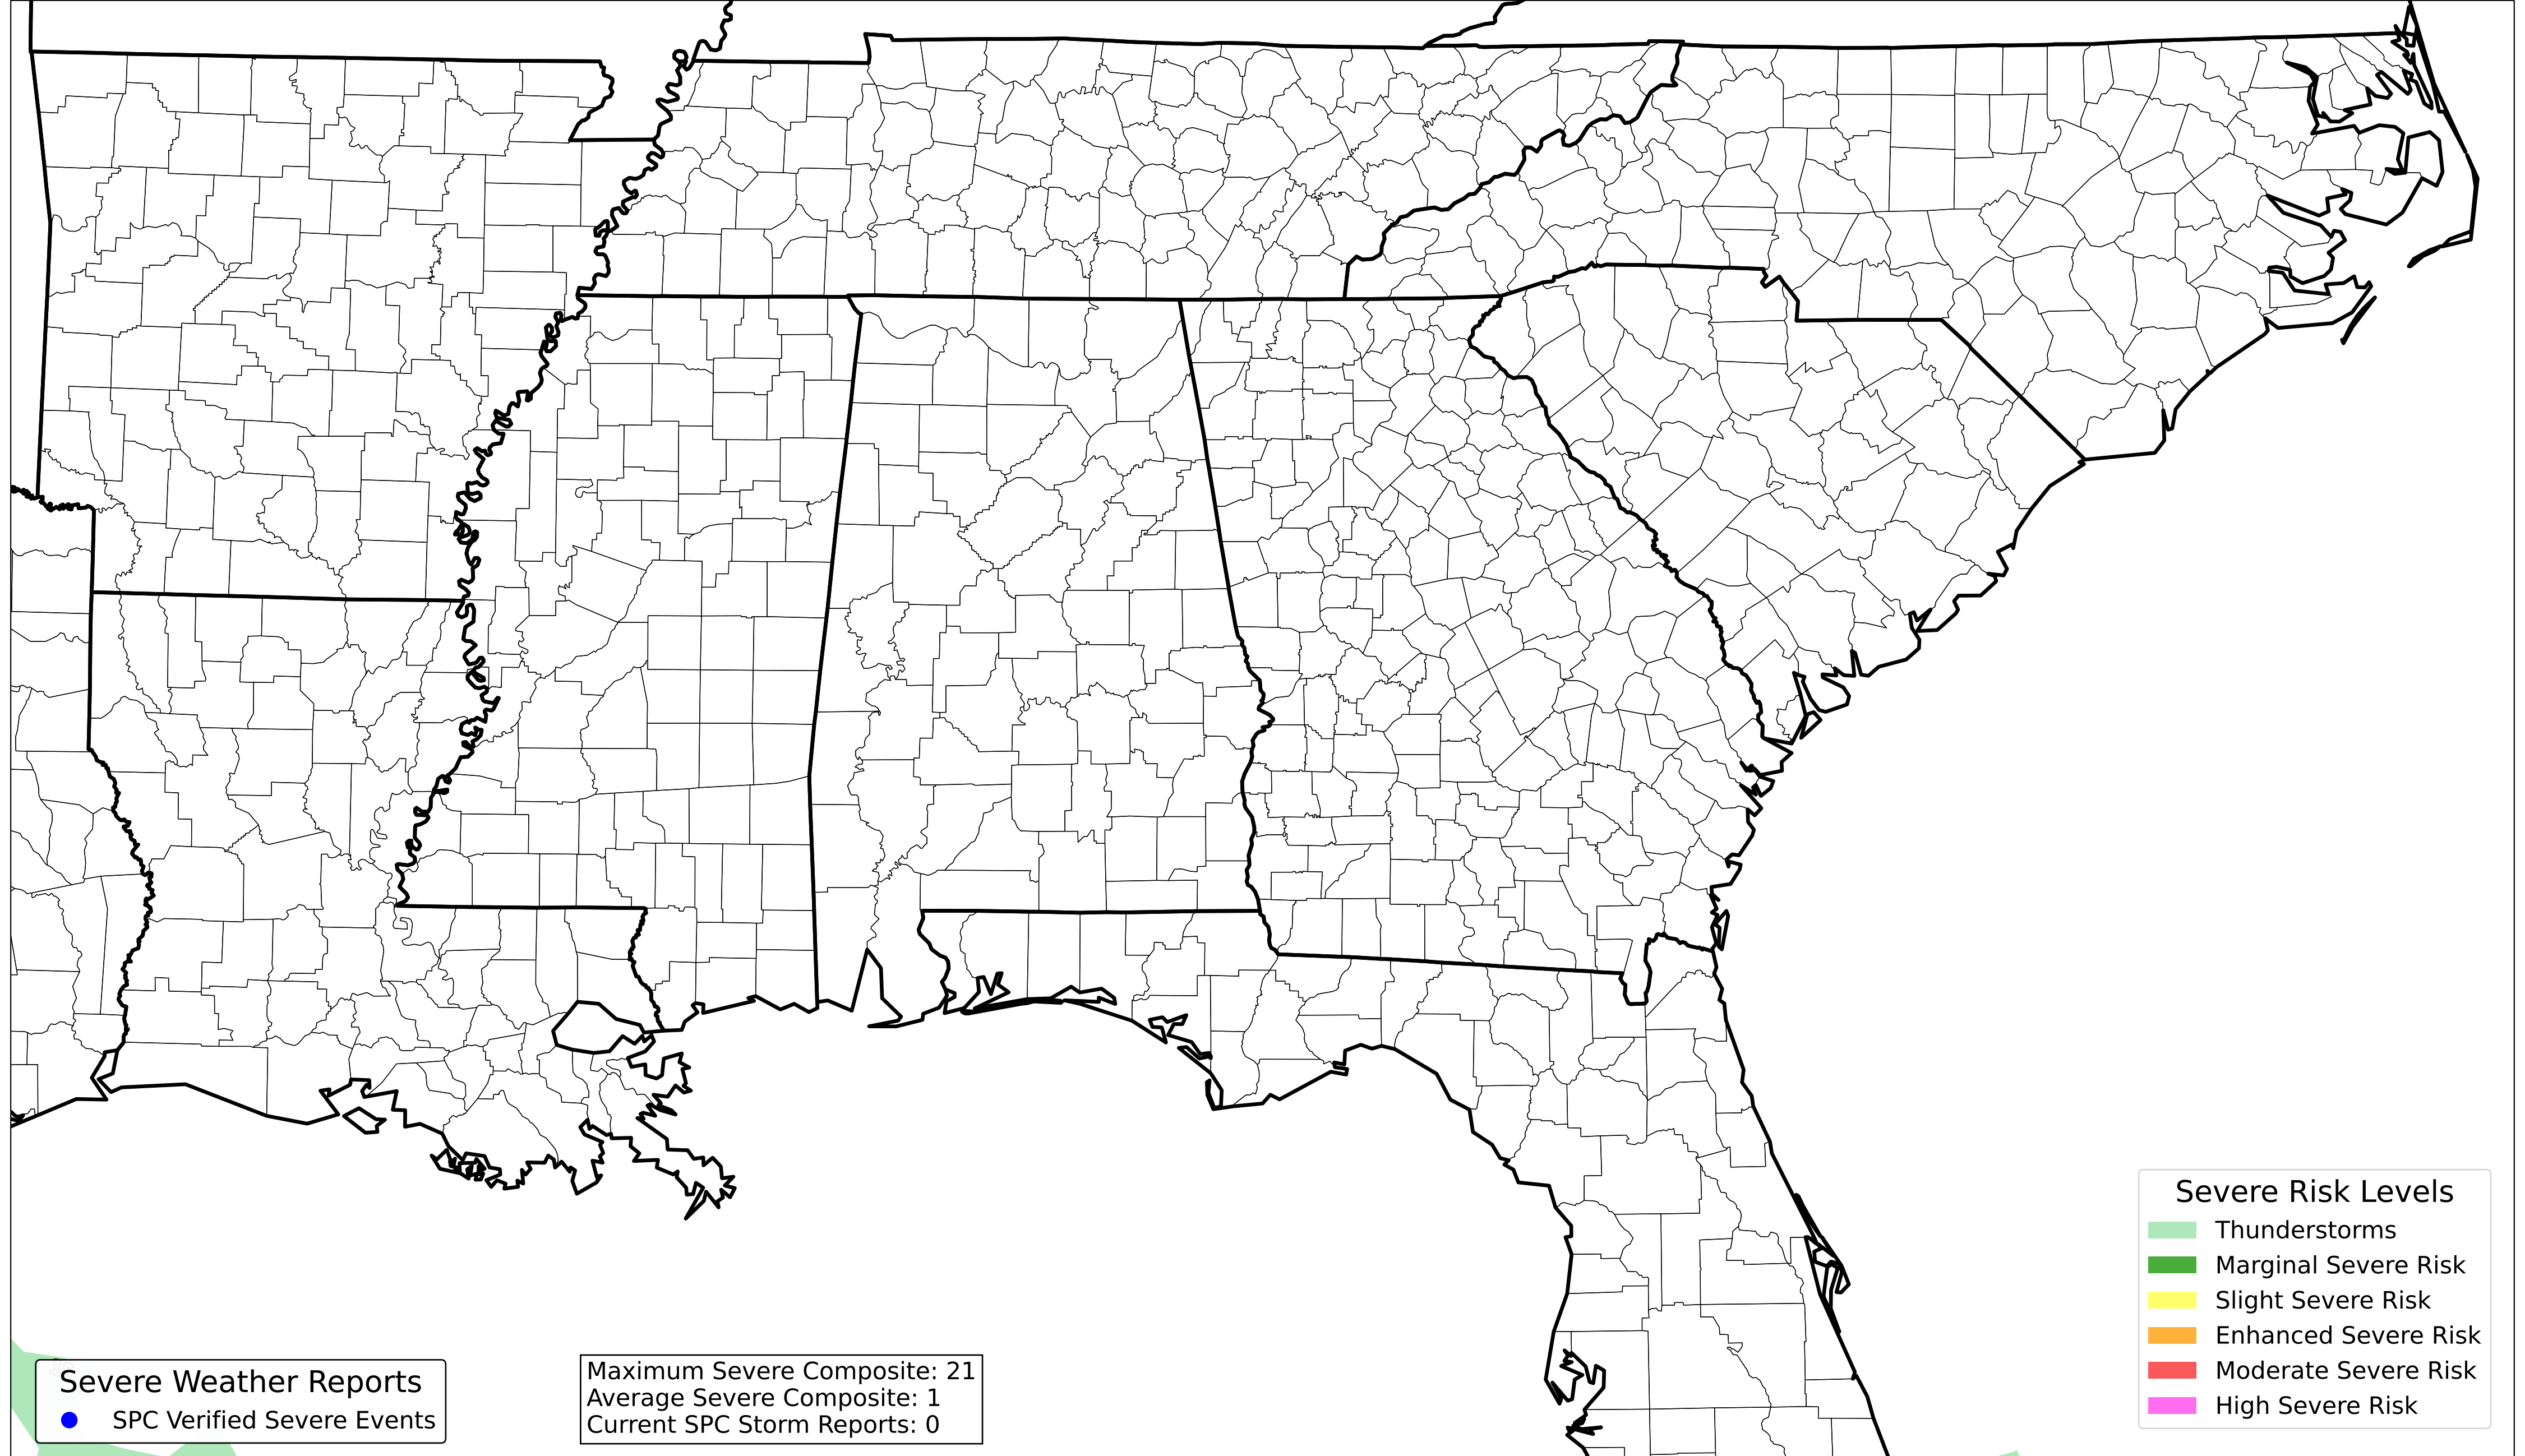 Severe Weather Reports
SPC Verified Severe Events
Maximum Severe Composite: 21
Average Severe Composite: 1
Current SPC Storm Reports: 0
Severe Risk Levels
Thunderstorms
Marginal Severe Risk
Slight Severe Risk
Enhanced Severe Risk
Moderate Severe Risk
High Severe Risk